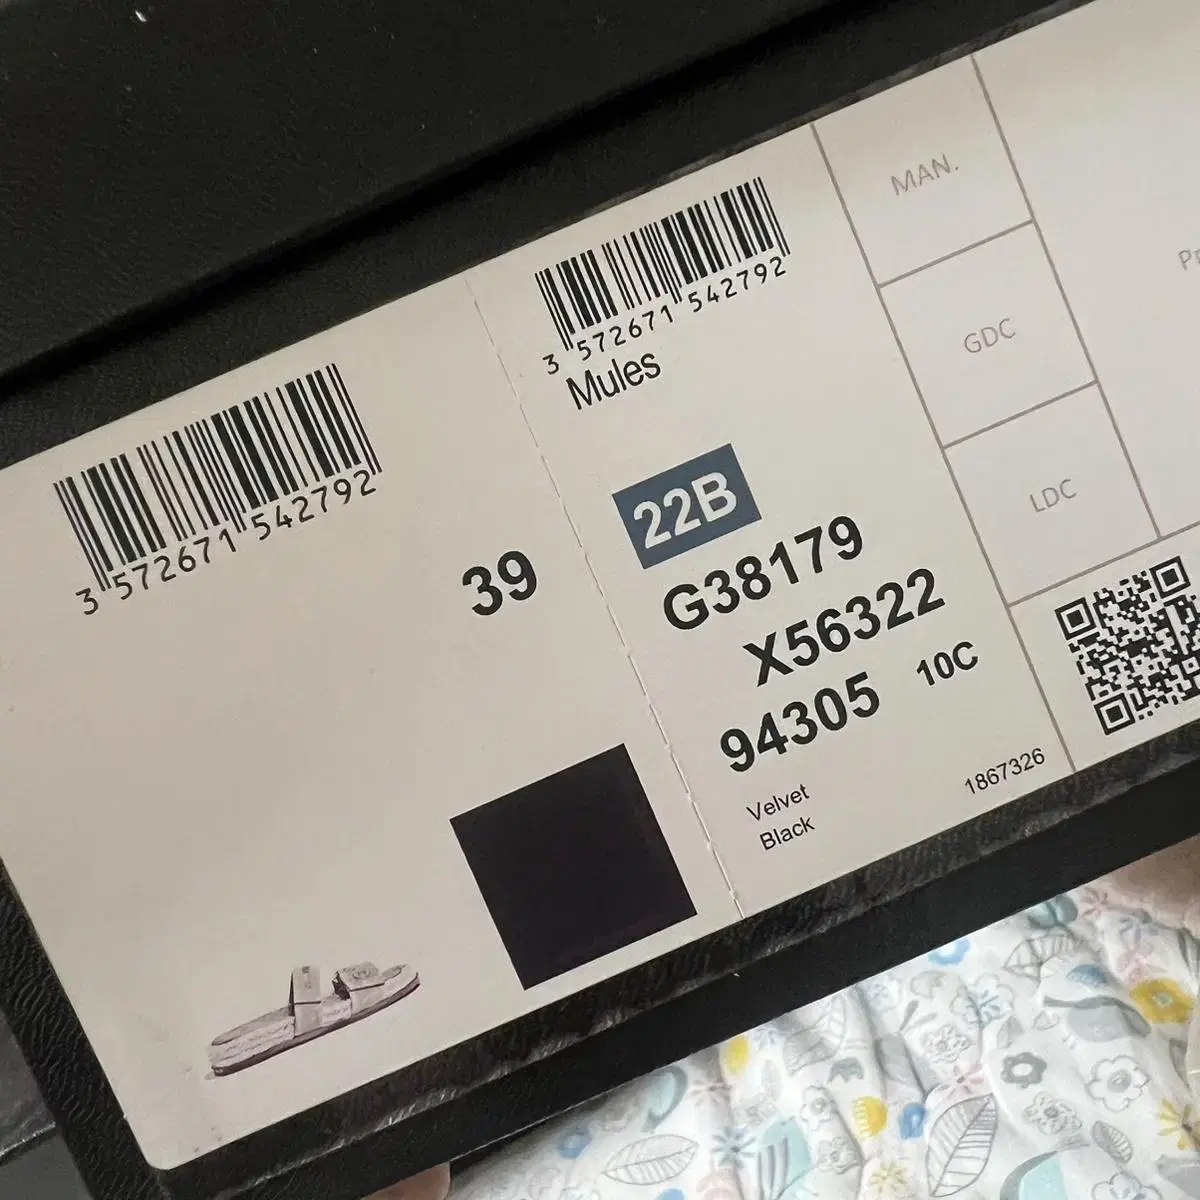 3 572671 542792
39
3 572671 542792
Mules
22B
G38179
X56322
94305 10C
Velvet
Black
1867326
MAN.
GDC
LDC